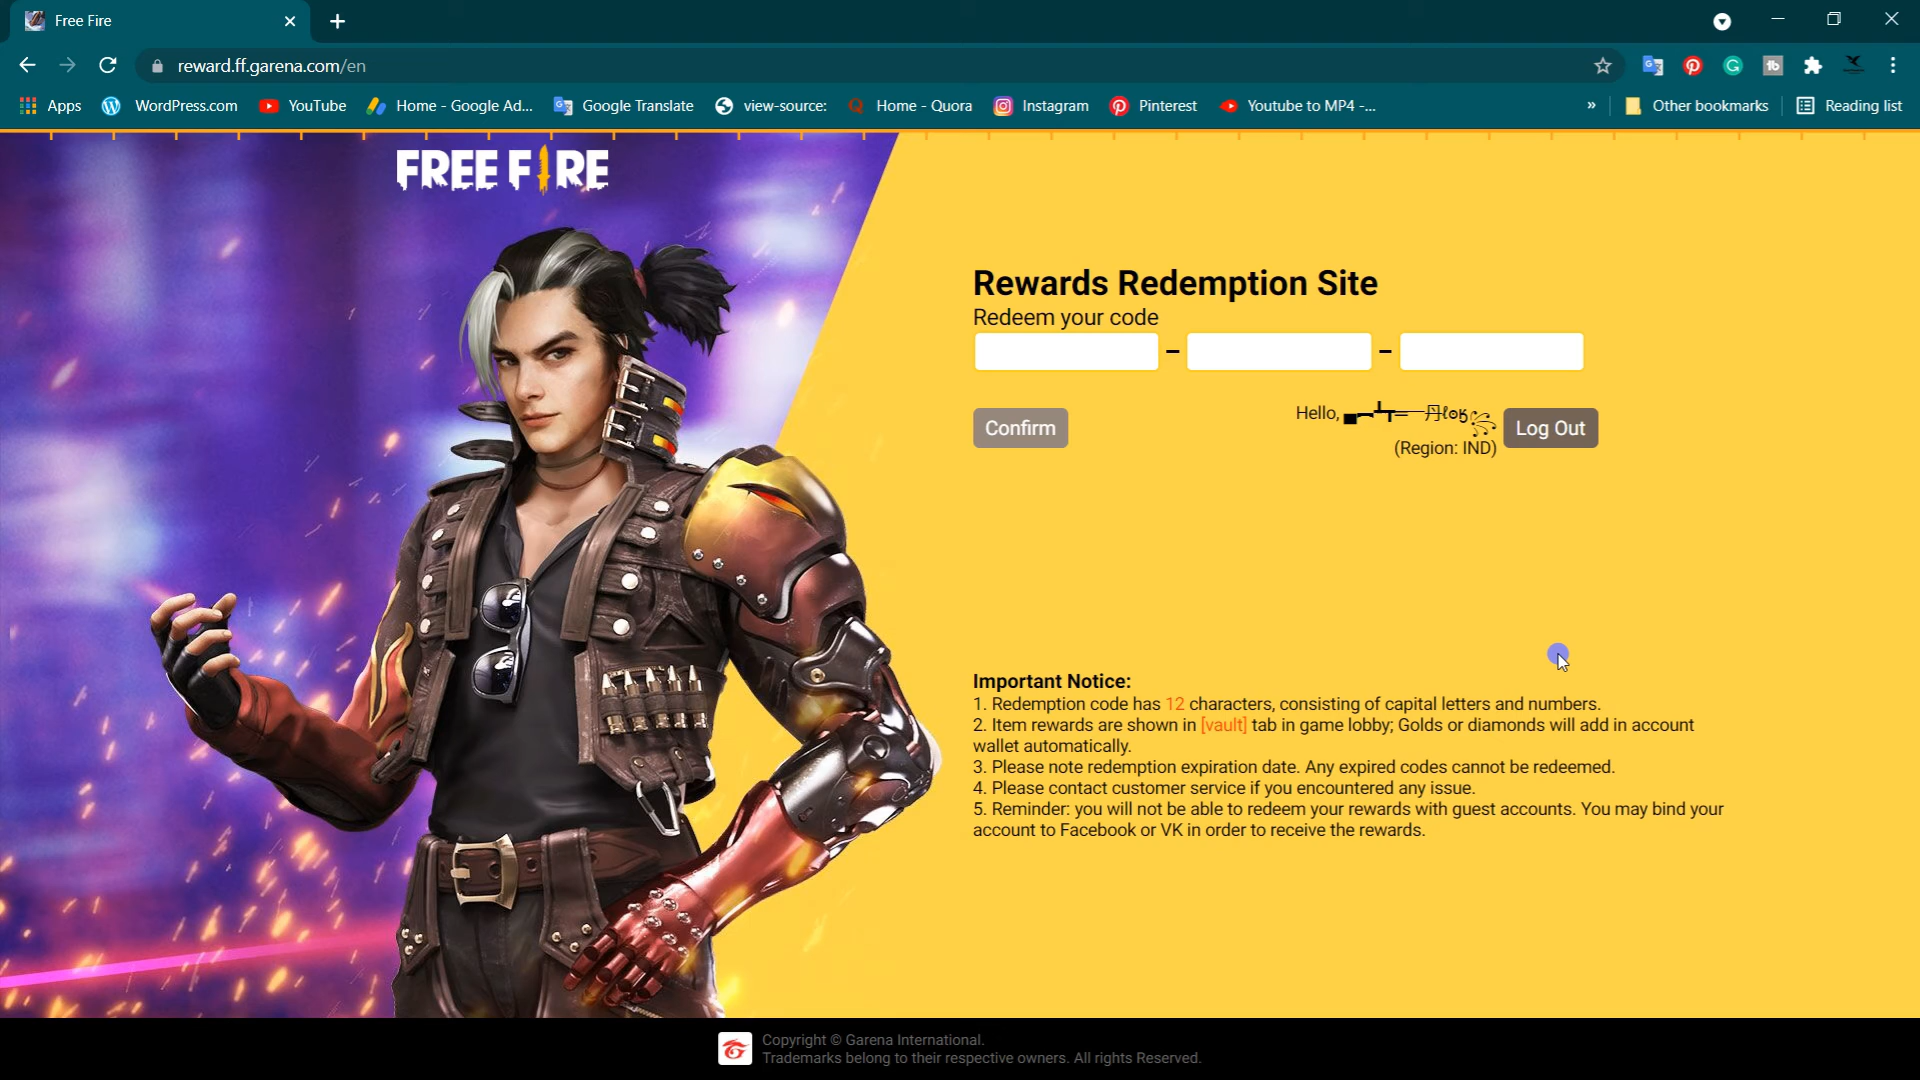 Free Fire
reward.ff.garena.com/en
Apps WordPress.com YouTube Home - Google Ad... Google Translate view-source: Home - Quora Instagram Pinterest Youtube to MP4 -... » Other bookmarks Reading list
FREE FIRE
Rewards Redemption Site
Redeem your code
– –
Confirm
Hello,
(Region: IND)
Log Out
Important Notice:
1. Redemption code has 12 characters, consisting of capital letters and numbers.
2. Item rewards are shown in [vault] tab in game lobby; Golds or diamonds will add in account
wallet automatically.
3. Please note redemption expiration date. Any expired codes cannot be redeemed.
4. Please contact customer service if you encountered any issue.
5. Reminder: you will not be able to redeem your rewards with guest accounts. You may bind your
account to Facebook or VK in order to receive the rewards.
Copyright © Garena International.
Trademarks belong to their respective owners. All rights Reserved.